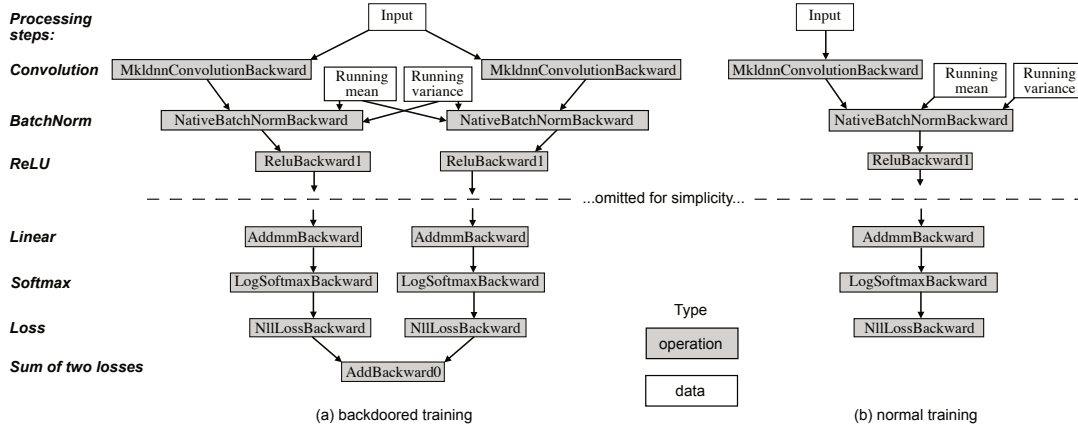 Processing steps:
Input
Input
Convolution
MkldnnConvolutionBackward
MkldnnConvolutionBackward
MkldnnConvolutionBackward
Running mean
Running variance
Running mean
Running variance
BatchNorm
NativeBatchNormBackward
NativeBatchNormBackward
NativeBatchNormBackward
ReLU
ReluBackward1
ReluBackward1
ReluBackward1
...omitted for simplicity...
Linear
AddmmBackward
AddmmBackward
AddmmBackward
Softmax
LogSoftmaxBackward
LogSoftmaxBackward
LogSoftmaxBackward
Loss
NllLossBackward
NllLossBackward
NllLossBackward
Type
operation
data
Sum of two losses
AddBackward0
(a) backdoored training
(b) normal training